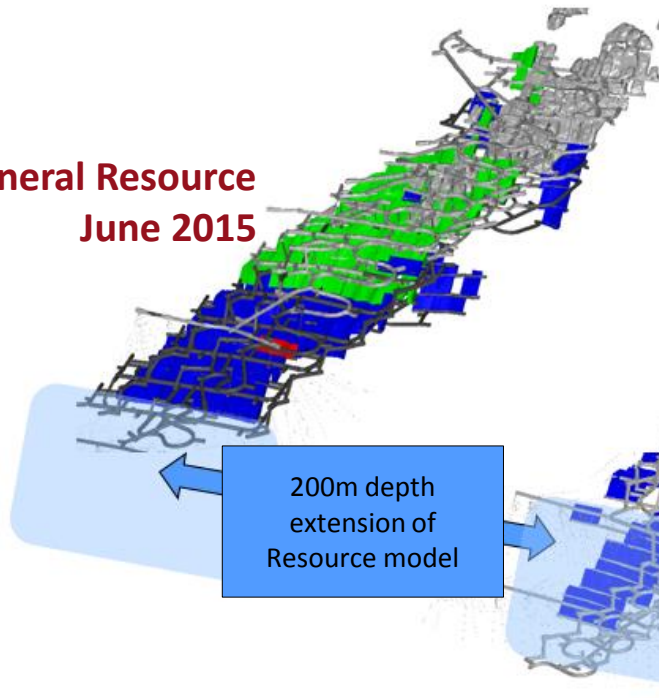 neral Resource
June 2015
200m depth
extension of
Resource model